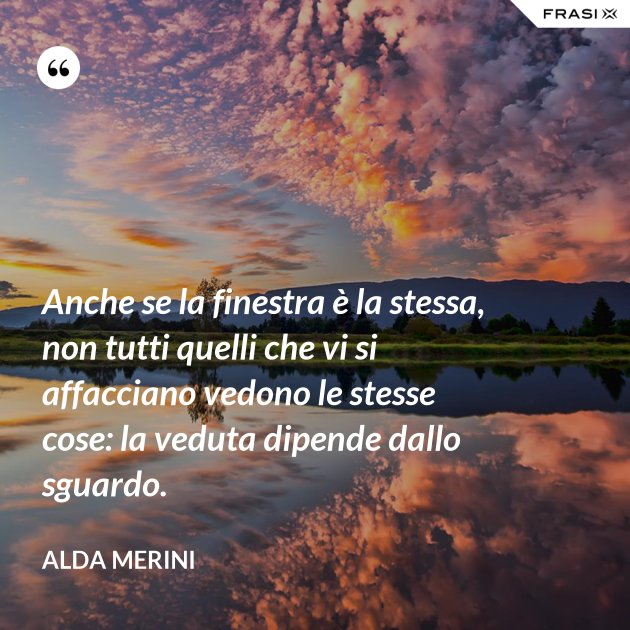 FRASI X
“
Anche se la finestra è la stessa,
non tutti quelli che vi si
affacciano vedono le stesse
cose: la veduta dipende dallo
sguardo.
ALDA MERINI